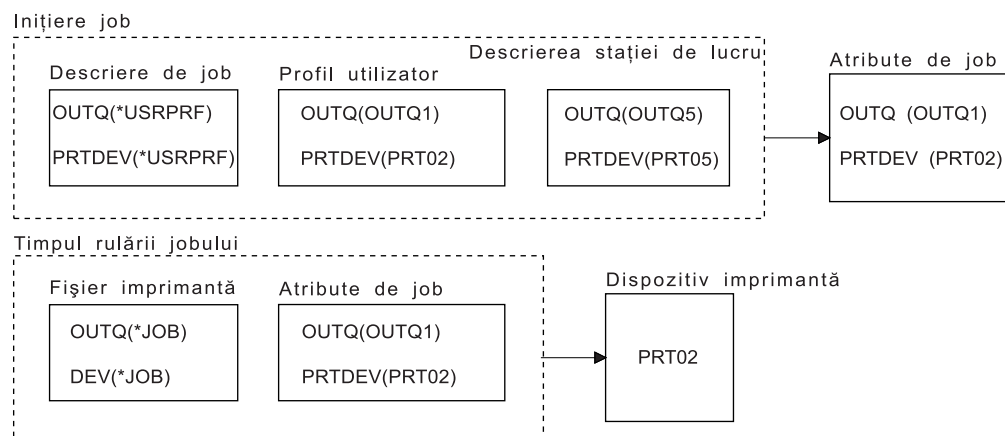 Inițiere job
Descrierea stației de lucru
Atribute de job
Descriere de job
Profil utilizator
OUTQ(*USRPRF)
OUTQ(OUTQ1)
OUTQ(OUTQ5)
OUTQ (OUTQ1)
PRTDEV(*USRPRF)
PRTDEV(PRT02)
PRTDEV(PRT05)
PRTDEV (PRT02)
Timpul rulării jobului
Fișier imprimantă
Atribute de job
Dispozitiv imprimantă
OUTQ(*JOB)
OUTQ(OUTQ1)
DEV(*JOB)
PRTDEV(PRT02)
PRT02